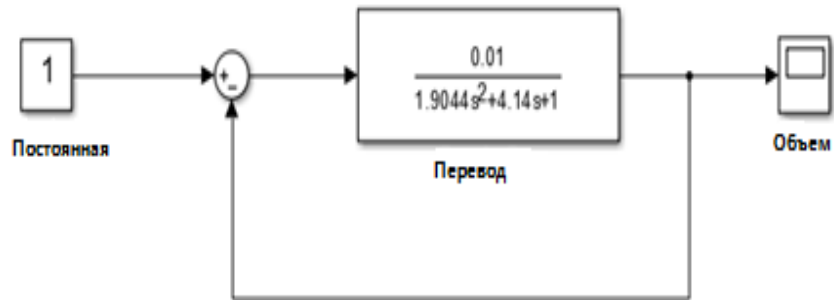 1
+
-
0.01
1.9044s²+4.14s+1
Постоянная
Перевод
Объем